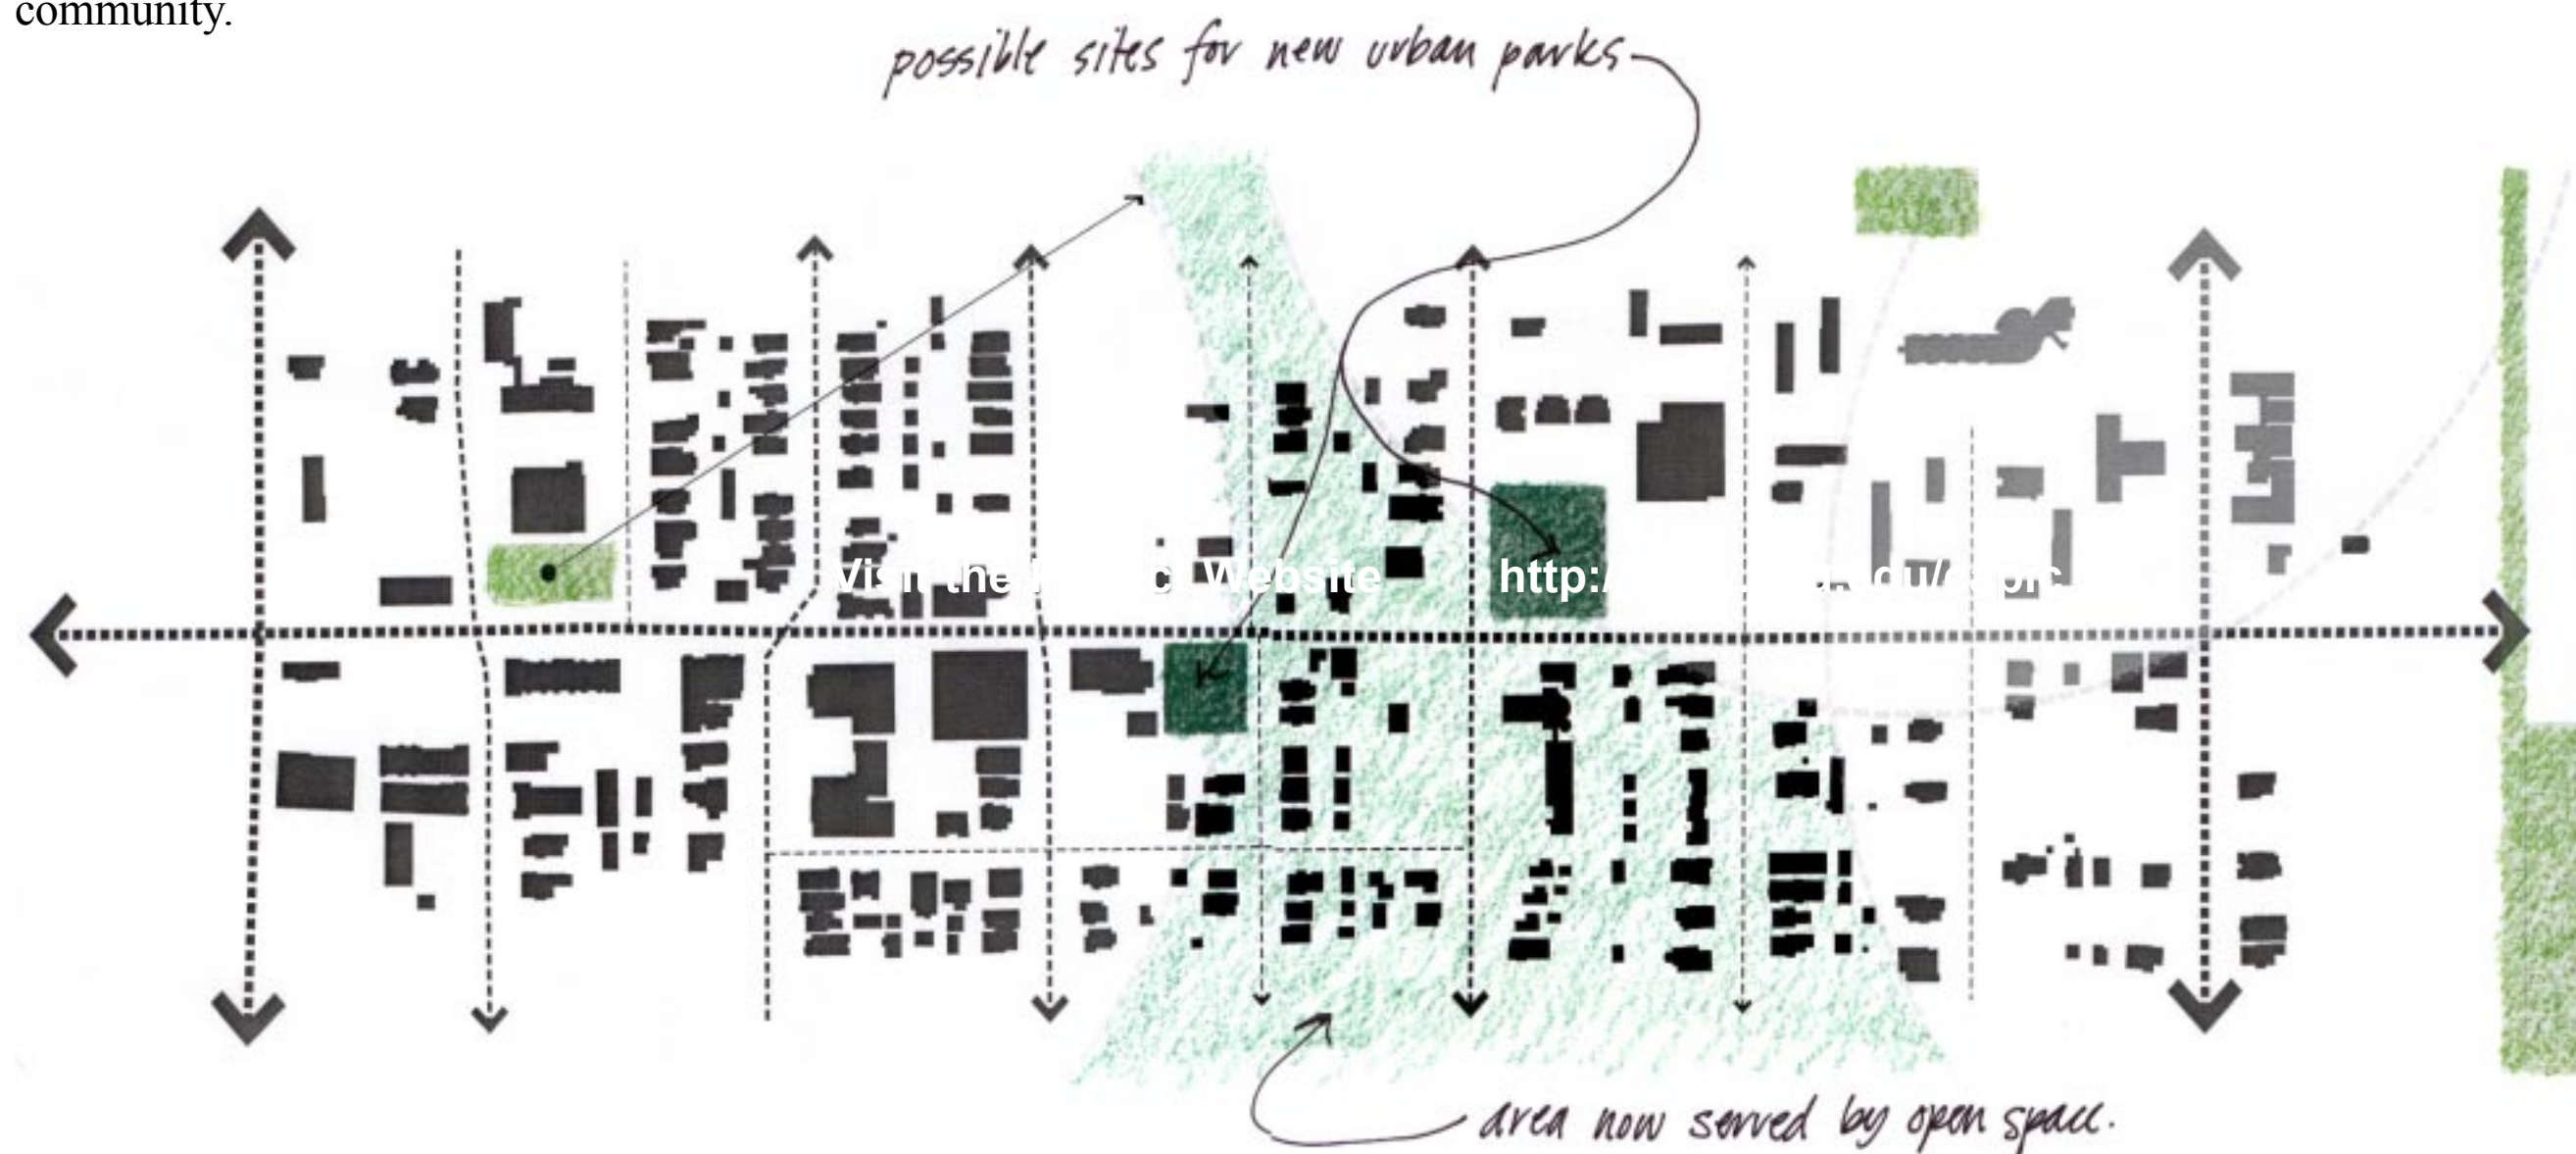 community.
possible sites for new urban parks
Visit the Website http:/
area now served by open space.